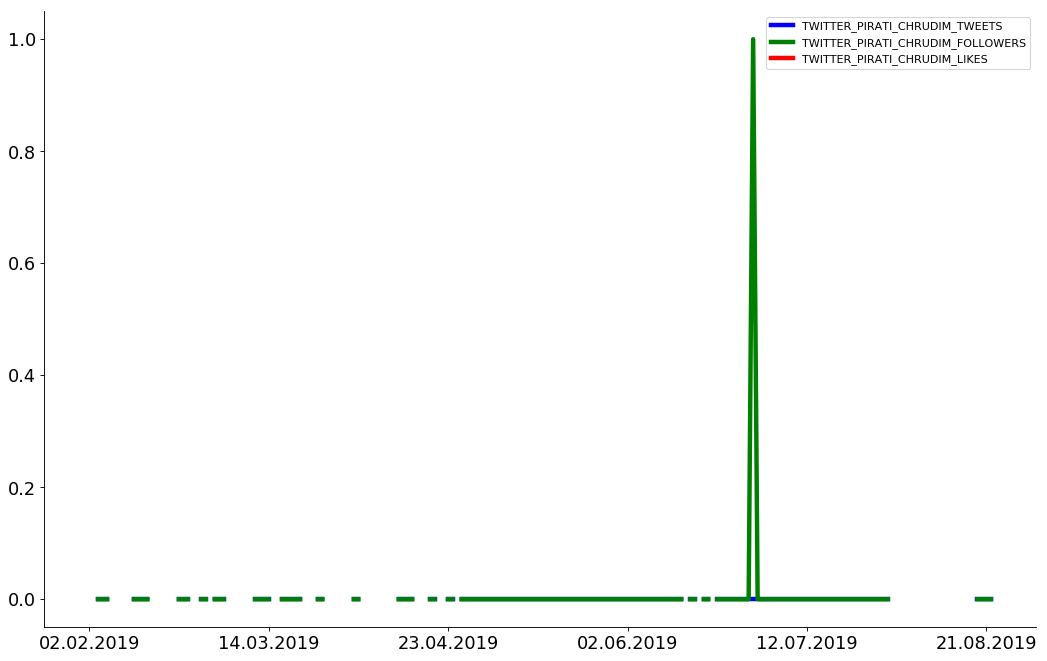 TWITTER_PIRATI_CHRUDIM_TWEETS
TWITTER_PIRATI_CHRUDIM_FOLLOWERS
TWITTER_PIRATI_CHRUDIM_LIKES
1.0
0.8
0.6
0.4
0.2
0.0
02.02.2019 14.03.2019 23.04.2019 02.06.2019 12.07.2019 21.08.2019